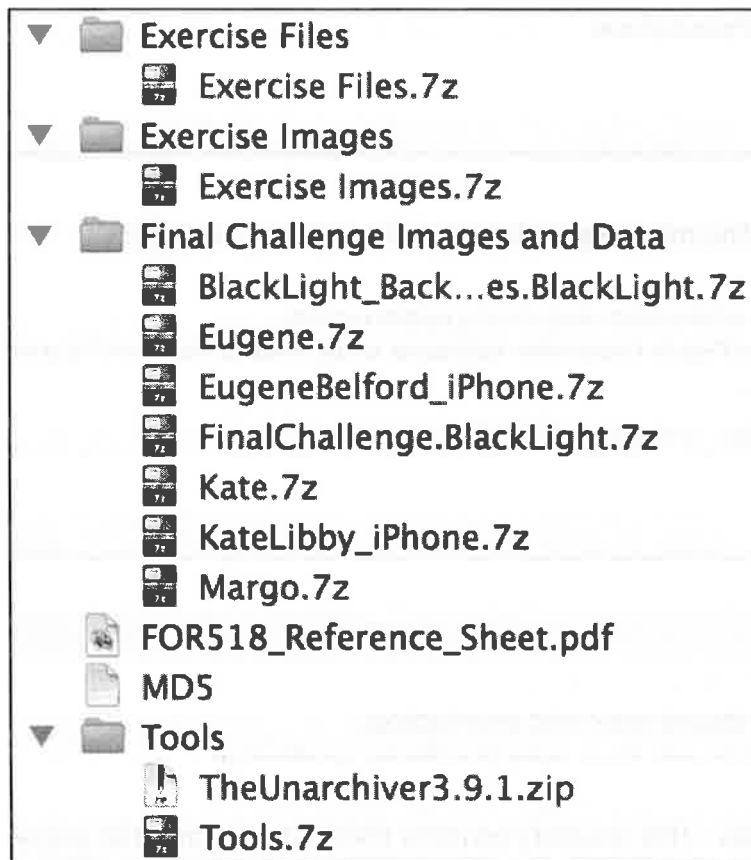 Exercise Files
Exercise Files.7z
Exercise Images
Exercise Images.7z
Final Challenge Images and Data
BlackLight_Back...es.BlackLight.7z
Eugene.7z
EugeneBelford_iPhone.7z
FinalChallenge.BlackLight.7z
Kate.7z
KateLibby_iPhone.7z
Margo.7z
FOR518_Reference_Sheet.pdf
MD5
Tools
TheUnarchiver3.9.1.zip
Tools.7z